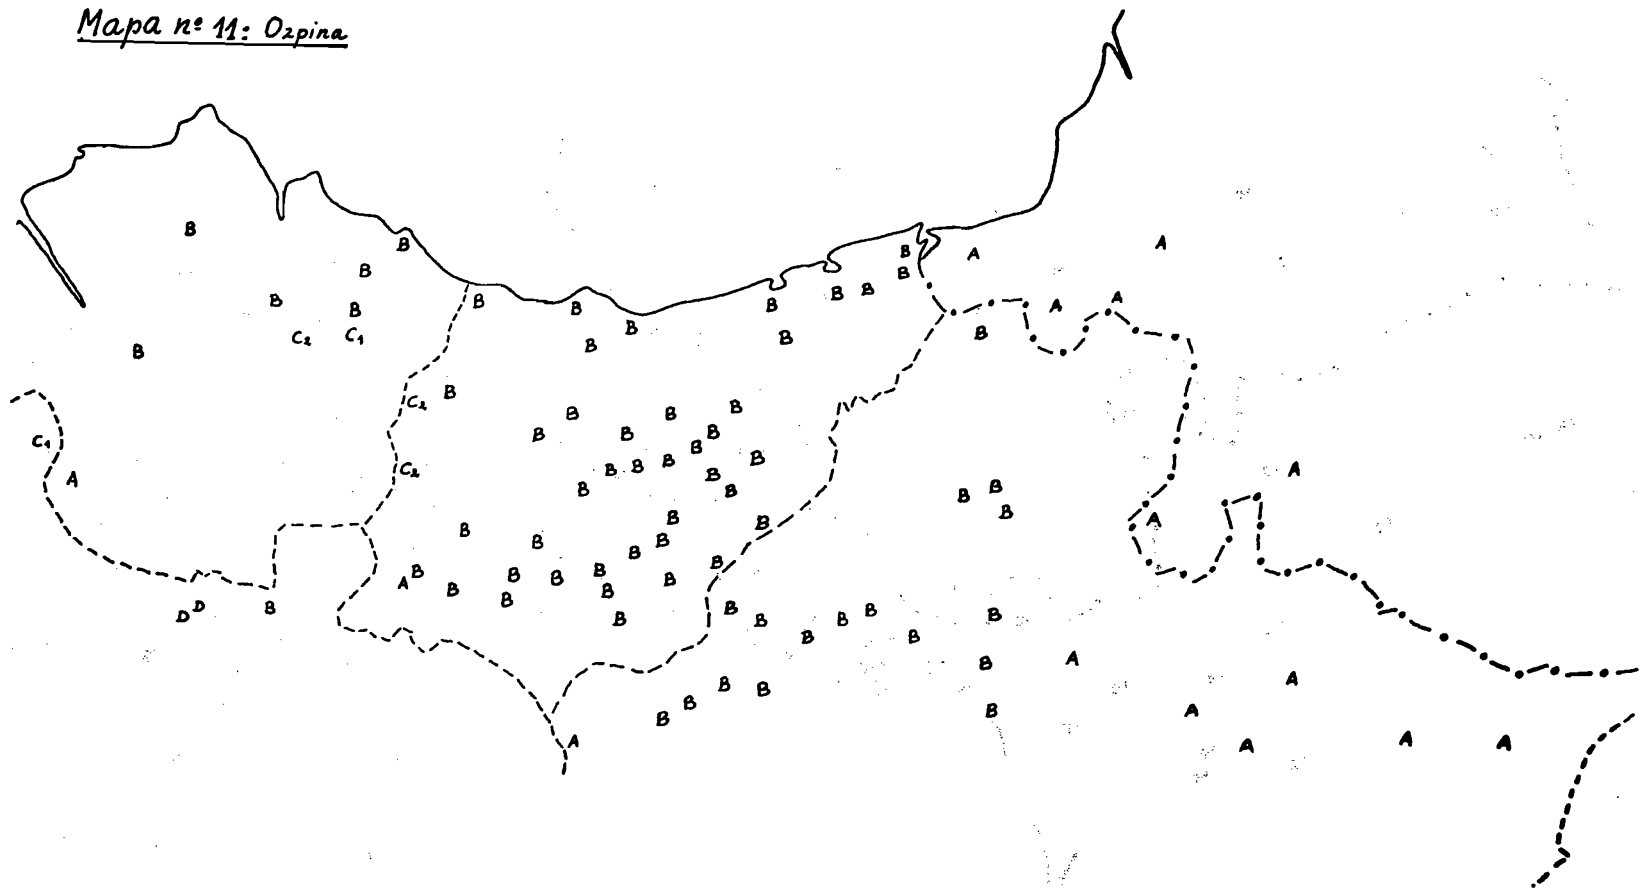 Mapa nº 11: Ozpina
B
B B A A
B B
B B B B B B B A A
C₂ C₁ B B B B
B
C₂ B
B B B
C₁ B B B B
A C₂ B B B B B A
B B B B
B B B A
B B B
B B
A B B B B B
B B B
D D B B B B B B B
B B
B A
B B A
B B B A
A A A A